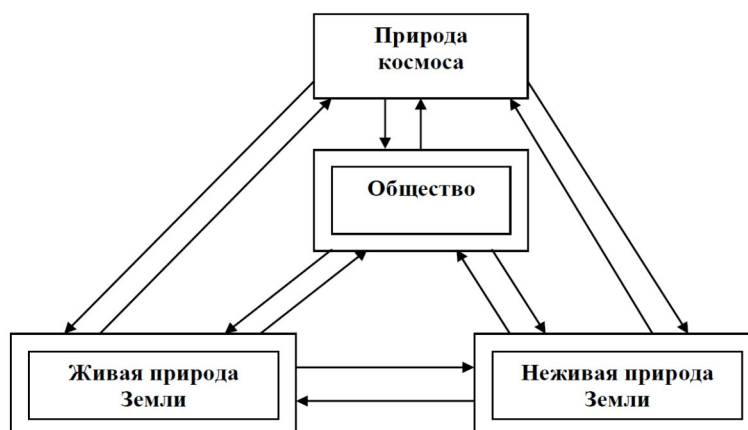 Природа
космоса
Общество
Живая природа
Земли
Неживая природа
Земли